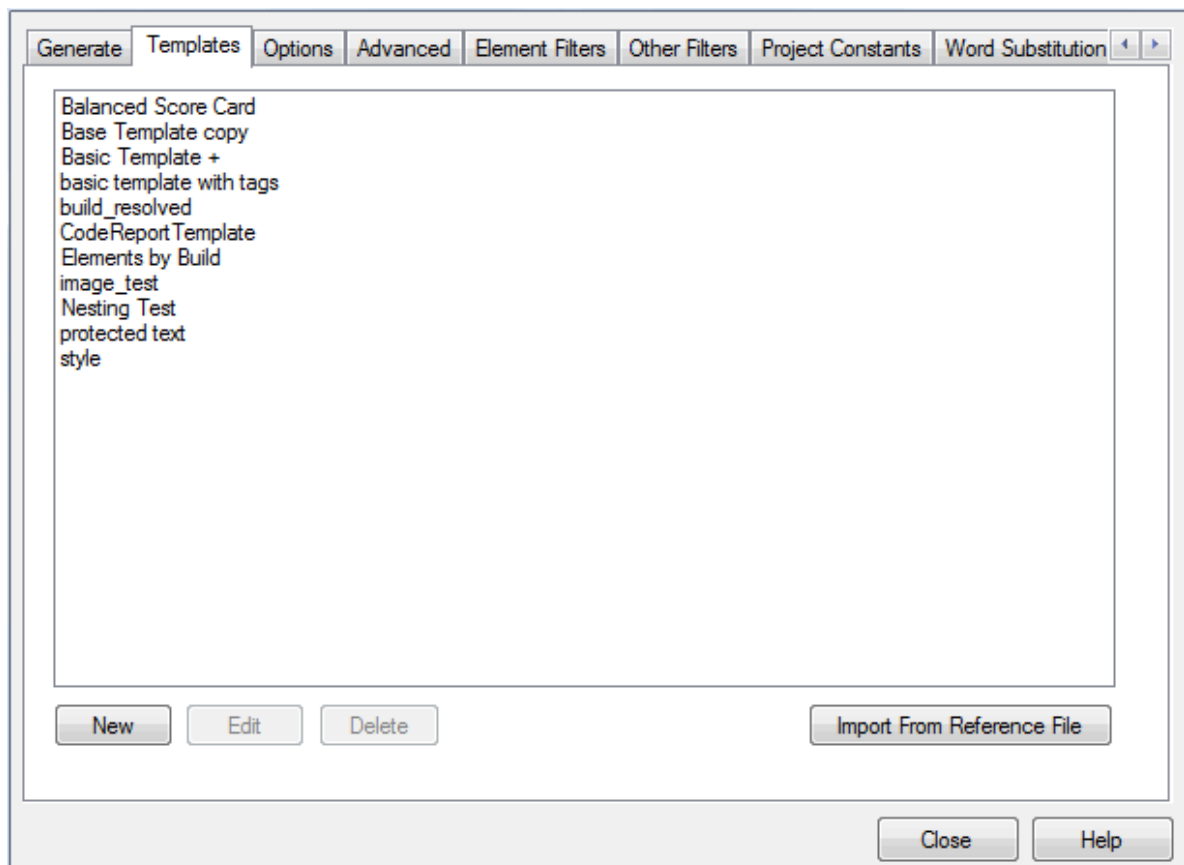 Generate Templates Options Advanced Element Filters Other Filters Project Constants Word Substitution
Balanced Score Card
Base Template copy
Basic Template +
basic template with tags
build_resolved
CodeReportTemplate
Elements by Build
image_test
Nesting Test
protected text
style
New Edit Delete Import From Reference File
Close Help